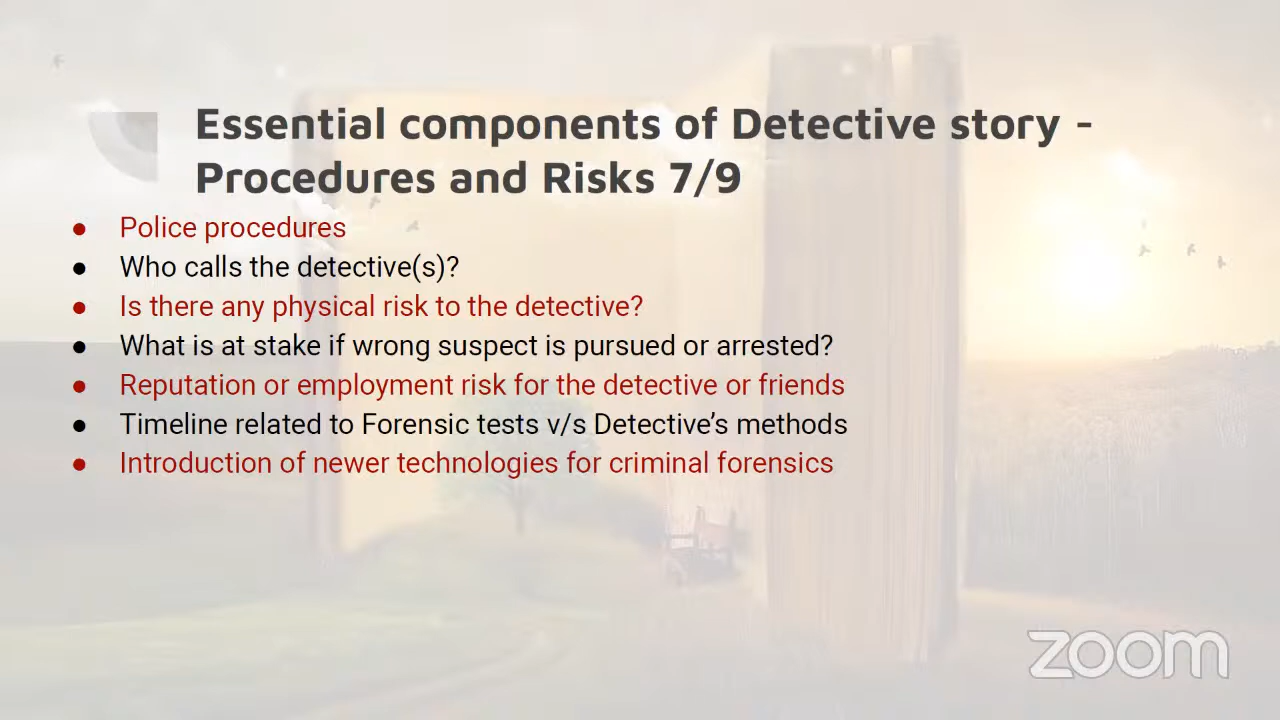 Essential components of Detective story -
Procedures and Risks 7/9
● Police procedures
● Who calls the detective(s)?
● Is there any physical risk to the detective?
● What is at stake if wrong suspect is pursued or arrested?
● Reputation or employment risk for the detective or friends
● Timeline related to Forensic tests v/s Detective’s methods
● Introduction of newer technologies for criminal forensics
zoom